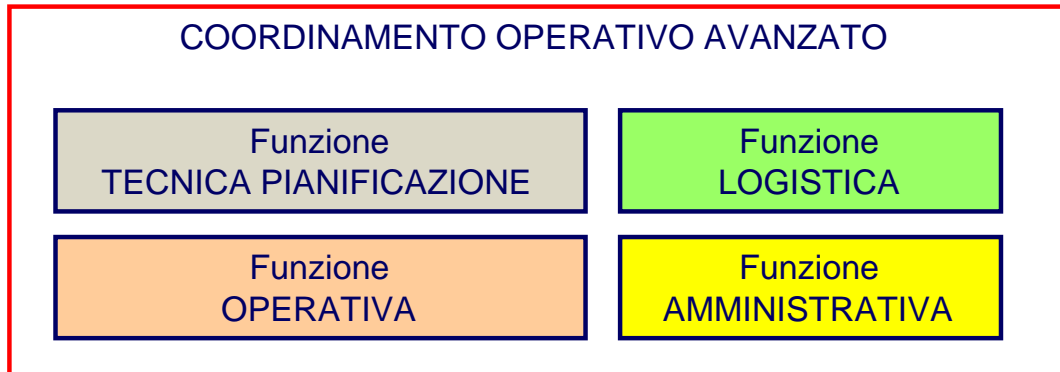 COORDINAMENTO OPERATIVO AVANZATO
Funzione
TECNICA PIANIFICAZIONE
Funzione
LOGISTICA
Funzione
OPERATIVA
Funzione
AMMINISTRATIVA